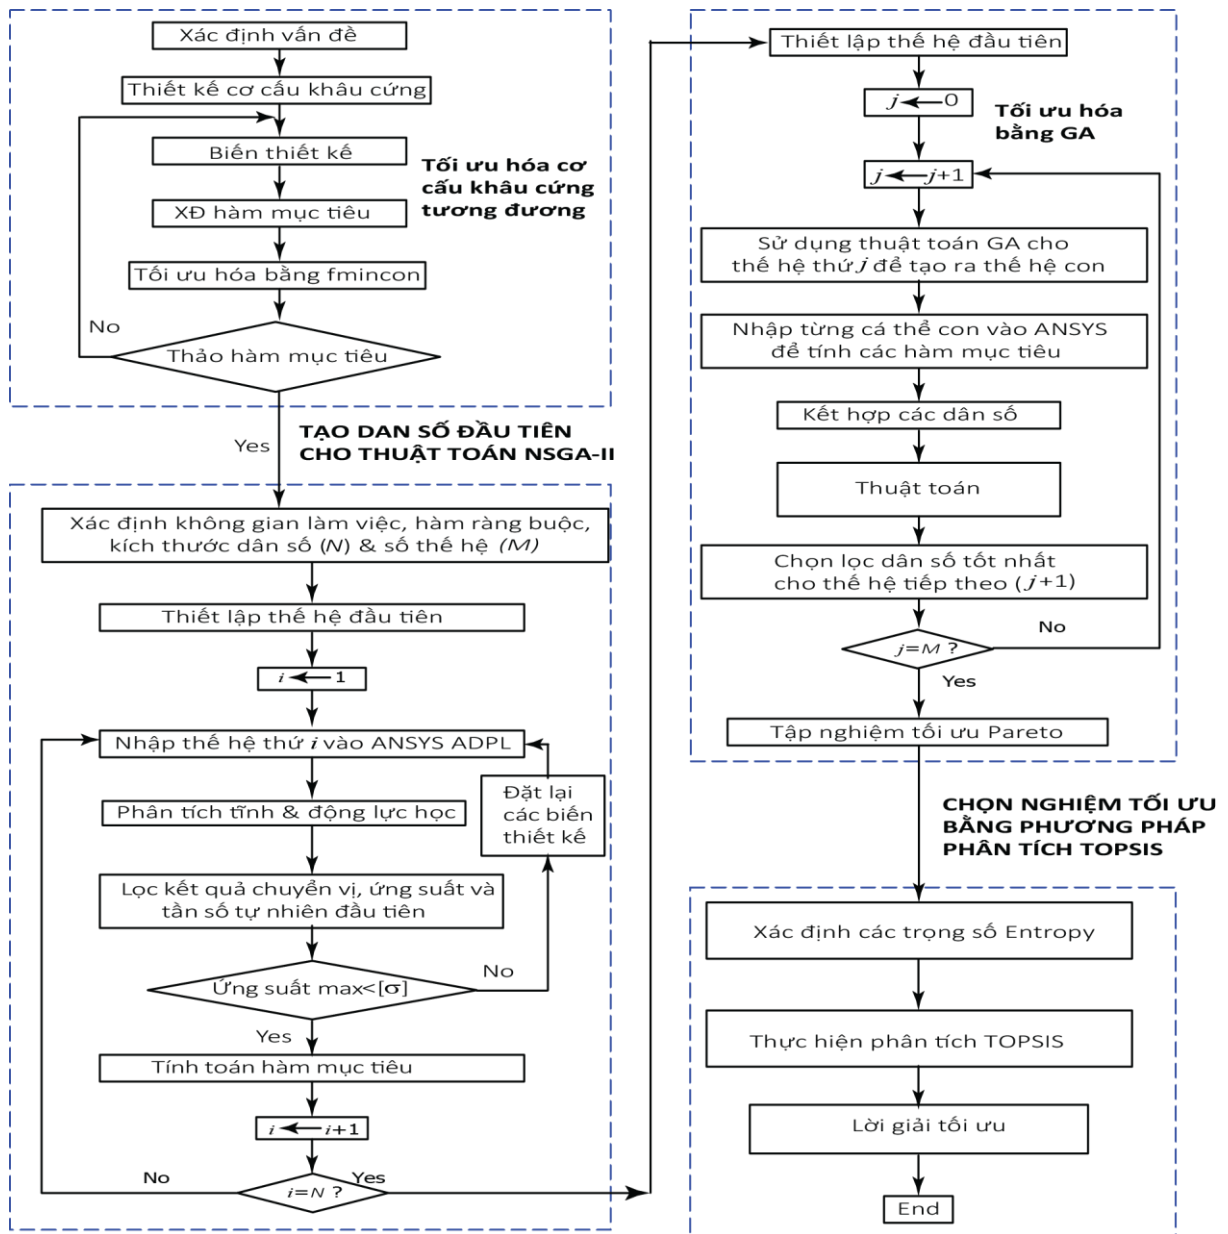 Xác định vấn đề
Thiết kế cơ cấu khâu cứng
Biến thiết kế
XĐ hàm mục tiêu
Tối ưu hóa bằng fmincon
No
Thảo hàm mục tiêu
Tối ưu hóa cơ
cấu khâu cứng
tương đương
Yes
TẠO DAN SỐ ĐẦU TIÊN
CHO THUẬT TOÁN NSGA-II
Xác định không gian làm việc, hàm ràng buộc,
kích thước dân số (N) & số thế hệ (M)
Thiết lập thế hệ đầu tiên
i ← 1
Nhập thế hệ thứ i vào ANSYS ADPL
Phân tích tĩnh & động lực học
Đặt lại
các biến
thiết kế
Lọc kết quả chuyển vị, ứng suất và
tần số tự nhiên đầu tiên
No
Ứng suất max<[σ]
Yes
Tính toán hàm mục tiêu
i ← i+1
No
Yes
i=N ?
Thiết lập thế hệ đầu tiên
j ← 0
Tối ưu hóa
bằng GA
j ← j+1
Sử dụng thuật toán GA cho
thế hệ thứ j để tạo ra thế hệ con
Nhập từng cá thể con vào ANSYS
để tính các hàm mục tiêu
Kết hợp các dân số
Thuật toán
Chọn lọc dân số tốt nhất
cho thế hệ tiếp theo (j+1)
No
j=M ?
Yes
Tập nghiệm tối ưu Pareto
CHỌN NGHIỆM TỐI ƯU
BẰNG PHƯƠNG PHÁP
PHÂN TÍCH TOPSIS
Xác định các trọng số Entropy
Thực hiện phân tích TOPSIS
Lời giải tối ưu
End